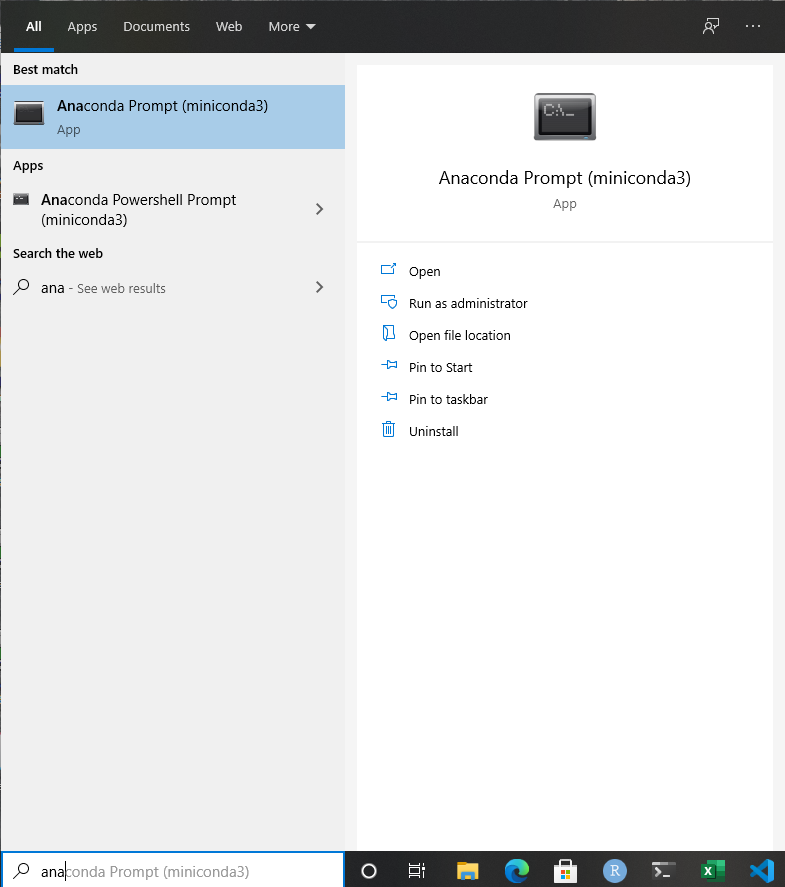 All Apps Documents Web More
Best match
Anaconda Prompt (miniconda3)
App
Apps
Anaconda Powershell Prompt
(miniconda3)
Search the web
ana - See web results
C:\_
Anaconda Prompt (miniconda3)
App
Open
Run as administrator
Open file location
Pin to Start
Pin to taskbar
Uninstall
anaconda Prompt (miniconda3)
R
X